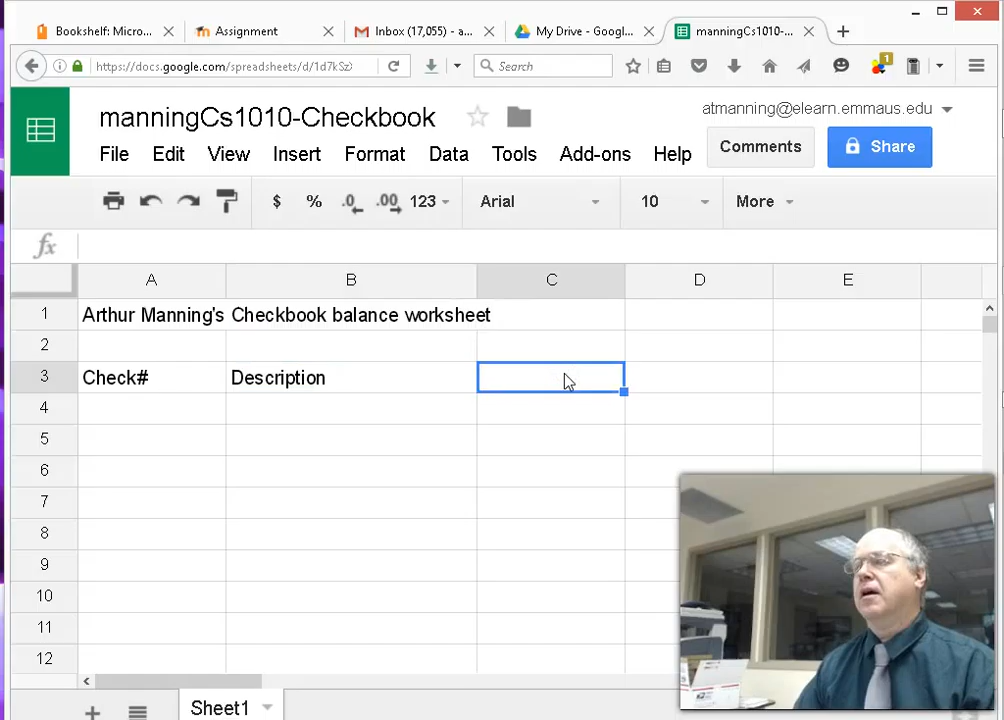 Bookshelf: Micro... Assignment Inbox (17,055) - a... My Drive - Googl... manningCs1010-...
https://docs.google.com/spreadsheets/d/1d7kSz Search 1
manningCs1010-Checkbook
atmanning@elearn.emmaus.edu
File Edit View Insert Format Data Tools Add-ons Help
Comments Share
$ % .0 .00 123 Arial 10 More
fx
A B C D E
1 Arthur Manning's Checkbook balance worksheet
2
3 Check# Description
4
5
6
7
8
9
10
11
12
Sheet1